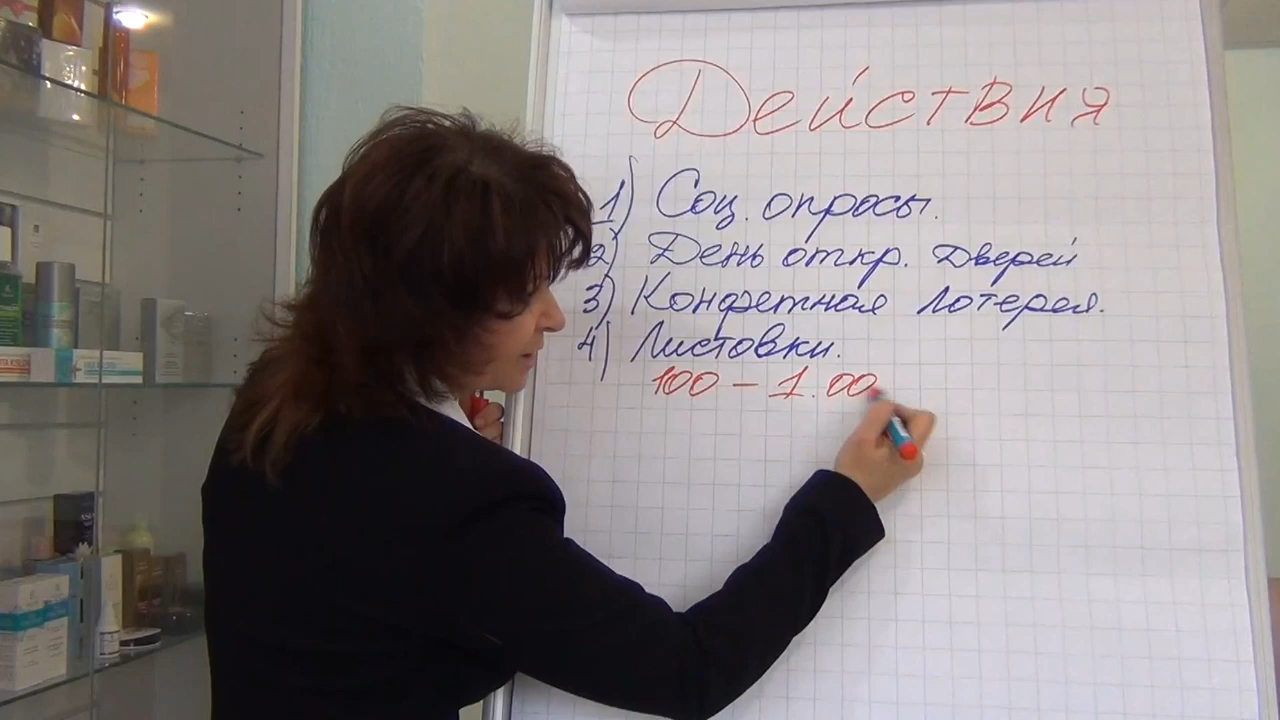 Действия
1) Соц. опросы.
2) День откр. Дверей
3) Конфетная Лотерея.
4) Листовки.
100 – 1.00